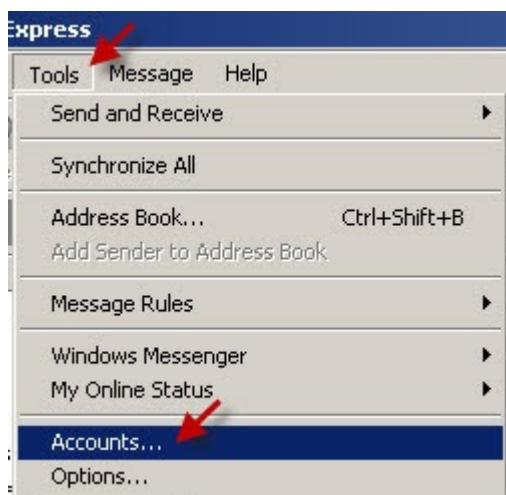 Express
Tools Message Help
Send and Receive
Synchronize All
Address Book... Ctrl+Shift+B
Add Sender to Address Book
Message Rules
Windows Messenger
My Online Status
Accounts...
Options...